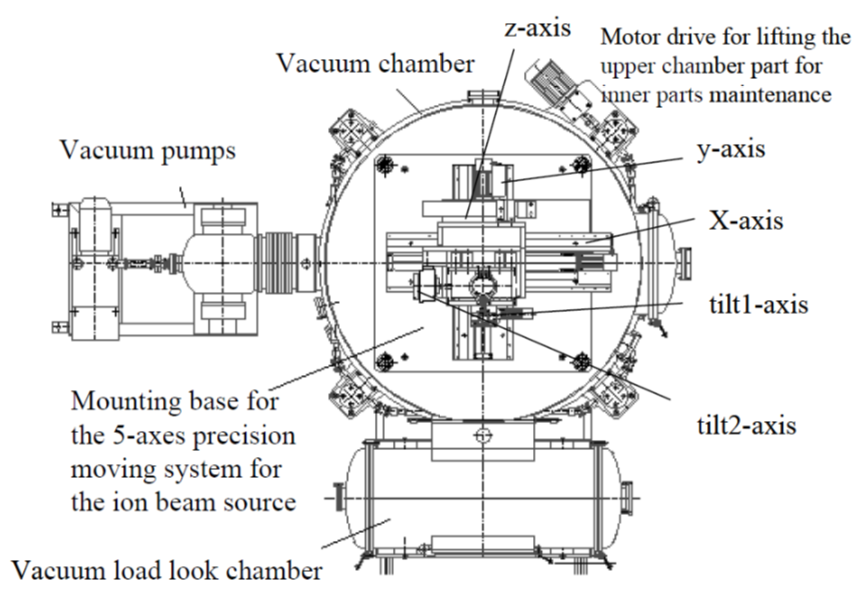 z-axis
Motor drive for lifting the
upper chamber part for
inner parts maintenance
Vacuum chamber
Vacuum pumps
y-axis
X-axis
tilt1-axis
tilt2-axis
Mounting base for
the 5-axes precision
moving system for
the ion beam source
Vacuum load look chamber